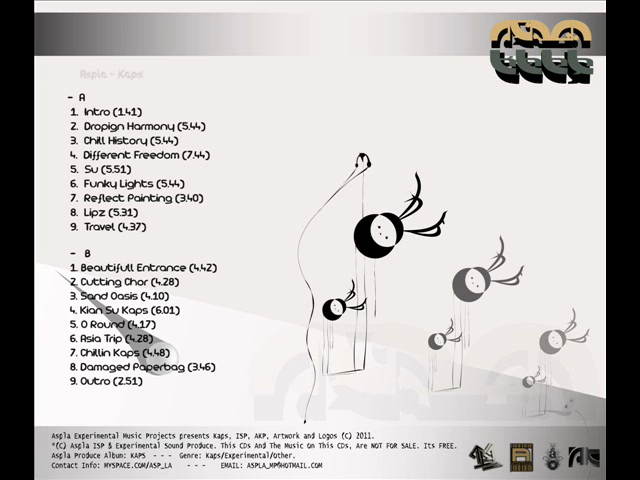 Aspla - Kaps
- A
1. Intro (1.41)
2. Dropign Harmony (5.44)
3. Chill History (5.44)
4. Different Freedom (7.44)
5. Su (5.51)
6. Funky Lights (5.44)
7. Reflect Painting (3.40)
8. Lipz (5.31)
9. Travel (4.37)
- B
1. Beautifull Entrance (4.42)
2. Cutting Chor (4.28)
3. Sand Oasis (4.10)
4. Kian Su Kaps (6.01)
5. O Round (4.17)
6. Asia Trip (4.28)
7. Chillin Kaps (4.48)
8. Damaged Paperbag (3.46)
9. Outro (2.51)
Aspla Experimental Music Projects presents Kaps, ISP, AKP, Artwork and Logos (C) 2011.
*(C) Aspla ISP & Experimental Sound Produce. This CDs And The Music On This CDs, Are NOT FOR SALE. Its FREE.
Aspla Produce Album: KAPS - - - Genre: Kaps/Experimental/Other.
Contact Info: MYSPACE.COM/ASP_LA - - - EMAIL: ASPLA_MP@HOTMAIL.COM